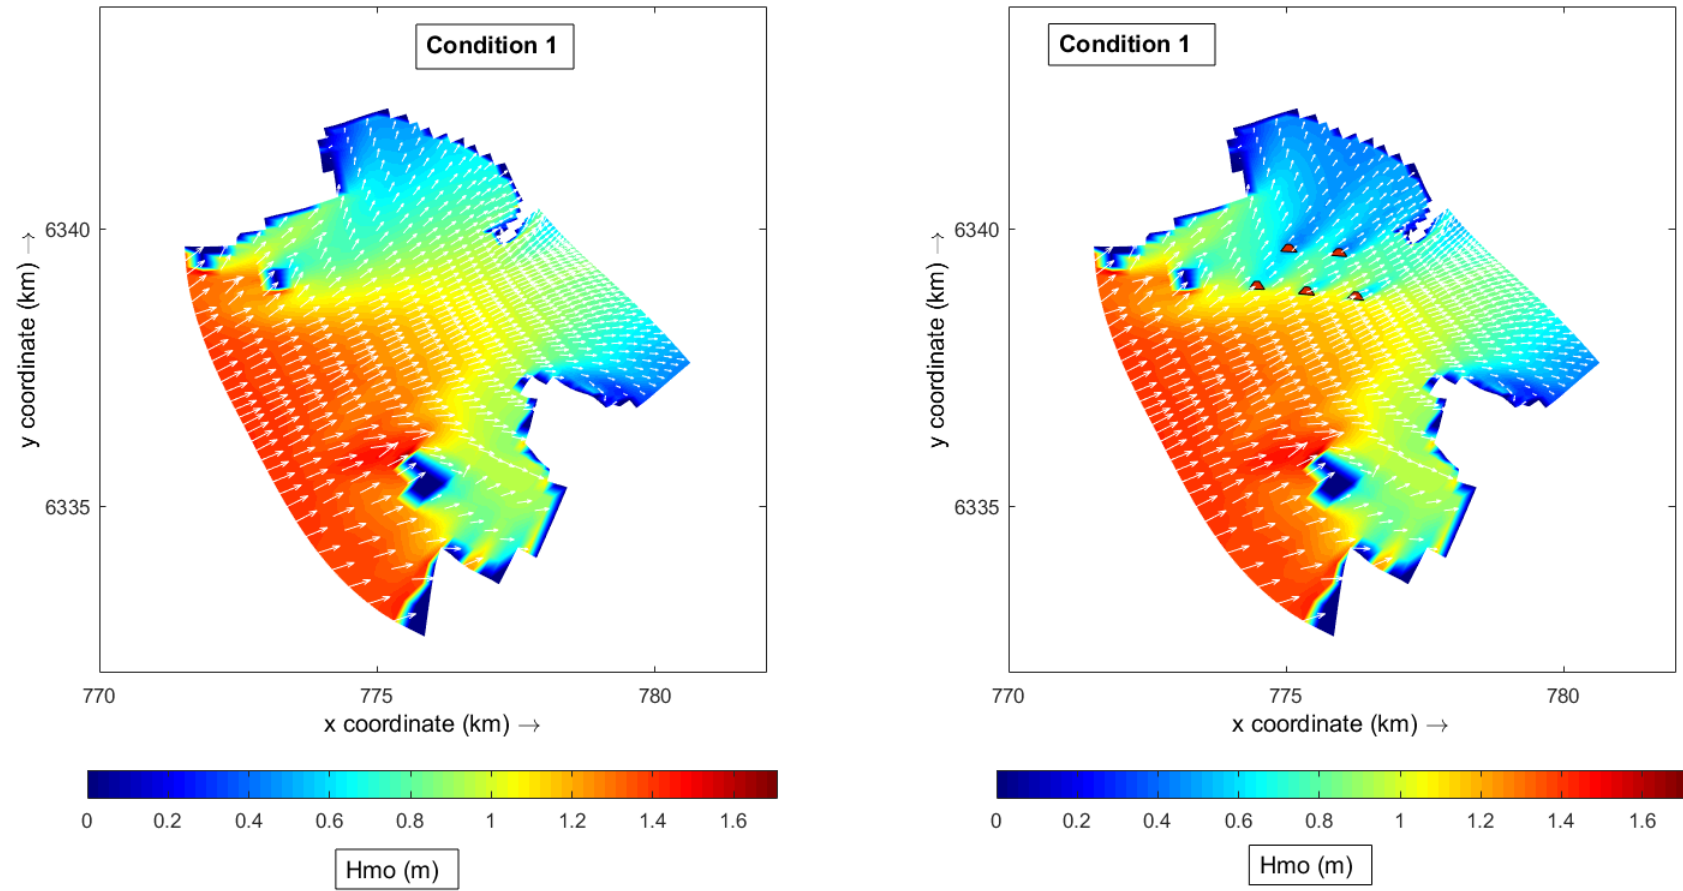 Condition 1
6340
6335
y coordinate (km) →
770
775
780
x coordinate (km) →
0 0.2 0.4 0.6 0.8 1 1.2 1.4 1.6
Hmo (m)
Condition 1
6340
6335
y coordinate (km) →
770
775
780
x coordinate (km) →
0 0.2 0.4 0.6 0.8 1 1.2 1.4 1.6
Hmo (m)